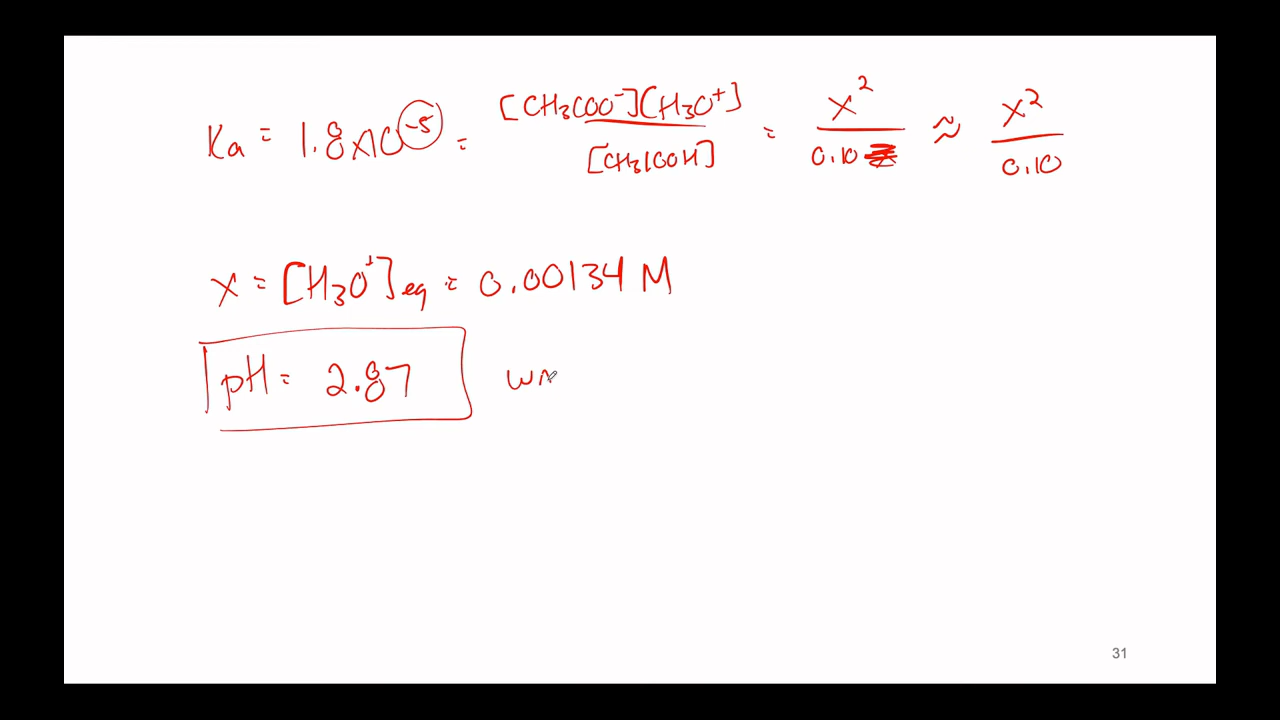 Ka = 1.8x10^-5 = [CH3COO^-][H3O^+] / [CH3COOH] = x^2 / 0.10 ≈ x^2 / 0.10
x = [H3O^+]eq = 0.00134 M
pH = 2.87
31